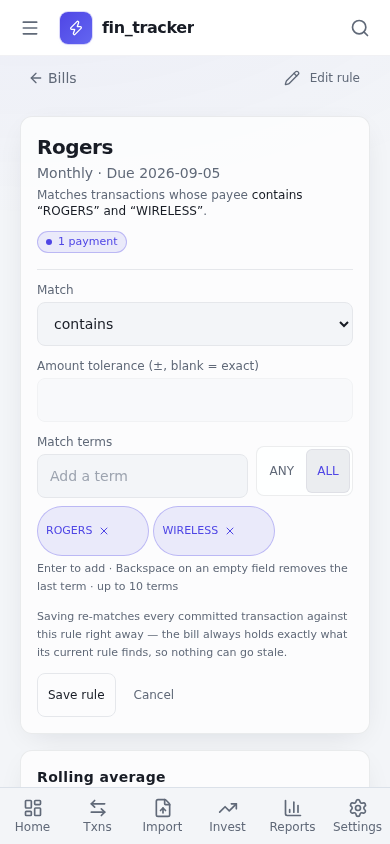 fin_tracker
Bills
Edit rule
Rogers
Monthly · Due 2026-09-05
Matches transactions whose payee contains
“ROGERS” and “WIRELESS”.
1 payment
Match
contains
Amount tolerance (±, blank = exact)
Match terms
Add a term
ANY
ALL
ROGERS
WIRELESS
Enter to add · Backspace on an empty field removes the
last term · up to 10 terms
Saving re-matches every committed transaction against
this rule right away — the bill always holds exactly what
its current rule finds, so nothing can go stale.
Save rule
Cancel
Rolling average
Home
Txns
Import
Invest
Reports
Settings